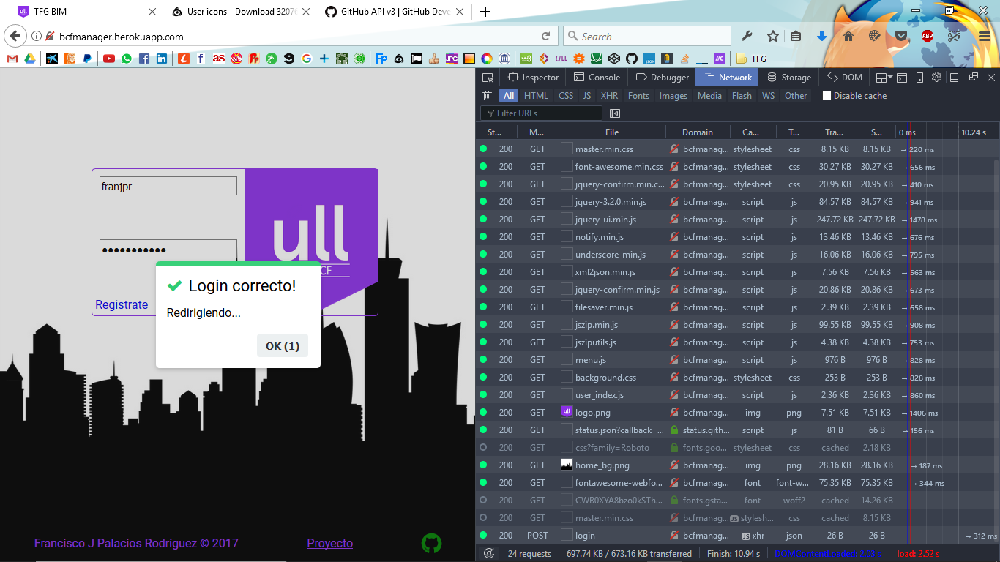 TFG BIM
User icons - Download 3207
GitHub API v3 | GitHub Deve
bcfmanager.herokuapp.com
Search
TFG
franjpr
•••••••••••
ull
CF
Registrate
Login correcto!
Redirigiendo...
OK (1)
Francisco J Palacios Rodríguez © 2017
Proyecto
Inspector Console Debugger Network Storage DOM
All HTML CSS JS XHR Fonts Images Media Flash WS Other Disable cache
Filter URLs
St... M... File Domain Ca... T... Tra... S... 0 ms 10.24 s
200 GET master.min.css bcfmanag... stylesheet css 8.15 KB 8.15 KB → 220 ms
200 GET font-awesome.min.css bcfmanag... stylesheet css 30.27 KB 30.27 KB → 656 ms
200 GET jquery-confirm.min.c... bcfmanag... stylesheet css 20.95 KB 20.95 KB → 410 ms
200 GET jquery-3.2.0.min.js bcfmanag... script js 84.57 KB 84.57 KB → 941 ms
200 GET jquery-ui.min.js bcfmanag... script js 247.72 KB 247.72 KB → 1478 ms
200 GET notify.min.js bcfmanag... script js 13.46 KB 13.46 KB → 676 ms
200 GET underscore-min.js bcfmanag... script js 16.06 KB 16.06 KB → 795 ms
200 GET xml2json.min.js bcfmanag... script js 7.56 KB 7.56 KB → 563 ms
200 GET jquery-confirm.min.js bcfmanag... script js 20.86 KB 20.86 KB → 673 ms
200 GET filesaver.min.js bcfmanag... script js 2.39 KB 2.39 KB → 658 ms
200 GET jszip.min.js bcfmanag... script js 99.55 KB 99.55 KB → 908 ms
200 GET jsziputils.js bcfmanag... script js 4.38 KB 4.38 KB → 753 ms
200 GET menu.js bcfmanag... script js 976 B 976 B → 828 ms
200 GET background.css bcfmanag... stylesheet css 253 B 253 B → 828 ms
200 GET user_index.js bcfmanag... script js 2.36 KB 2.36 KB → 860 ms
200 GET logo.png bcfmanag... img png 7.51 KB 7.51 KB → 1406 ms
200 GET status.json?callback=... status.gith... script js 81 B 66 B → 156 ms
200 GET css?family=Roboto fonts.goo... stylesheet css cached 2.18 KB
200 GET home_bg.png bcfmanag... img png 28.16 KB 28.16 KB → 187 ms
200 GET fontawesome-webfo... bcfmanag... font font-w... 75.35 KB 75.35 KB → 344 ms
200 GET CWB0XYA8bzo0kSTh... fonts.gsta... font woff2 cached 14.26 KB
200 GET master.min.css bcfmanag... JS stylesh... css cached 8.15 KB
200 POST login bcfmanag... JS xhr json 26 B 26 B → 312 ms
24 requests 697.74 KB / 673.16 KB transferred Finish: 10.94 s DOMContentLoaded: 2.03 s load: 2.52 s